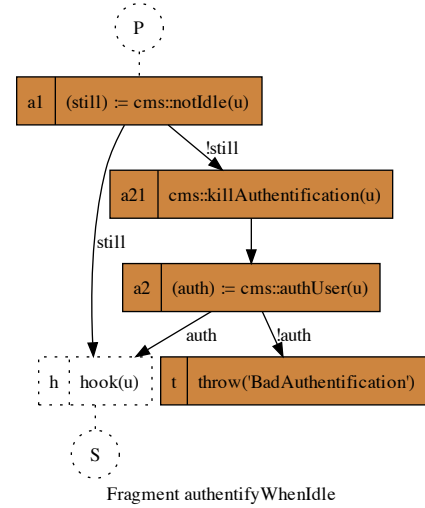 P
a1 (still) := cms::notIdle(u)
!still
a21 cms::killAuthentification(u)
still
a2 (auth) := cms::authUser(u)
auth !auth
h hook(u) t throw('BadAuthentification')
S
Fragment authentifyWhenIdle